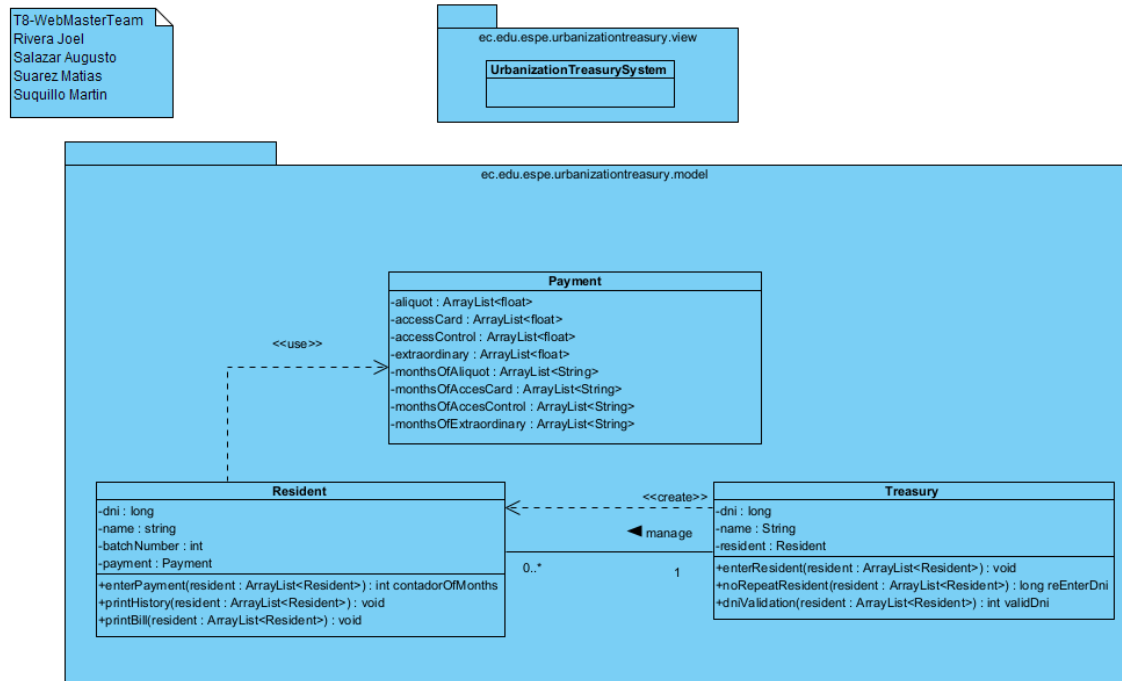 T8-WebMasterTeam
Rivera Joel
Salazar Augusto
Suarez Matias
Suquillo Martin
ec.edu.espe.urbanizationtreasury.view
UrbanizationTreasurySystem
ec.edu.espe.urbanizationtreasury.model
Payment
-aliquot : ArrayList<float>
-accessCard : ArrayList<float>
-accessControl : ArrayList<float>
-extraordinary : ArrayList<float>
-monthsOfAliquot : ArrayList<String>
-monthsOfAccesCard : ArrayList<String>
-monthsOfAccesControl : ArrayList<String>
-monthsOfExtraordinary : ArrayList<String>
<<use>>
Resident
-dni : long
-name : string
-batchNumber : int
-payment : Payment
+enterPayment(resident : ArrayList<Resident>) : int contadorOfMonths
+printHistory(resident : ArrayList<Resident>) : void
+printBill(resident : ArrayList<Resident>) : void
<<create>>
manage
0..*
1
Treasury
-dni : long
-name : String
-resident : Resident
+enterResident(resident : ArrayList<Resident>) : void
+noRepeatResident(resident : ArrayList<Resident>) : long reEnterDni
+dniValidation(resident : ArrayList<Resident>) : int validDni